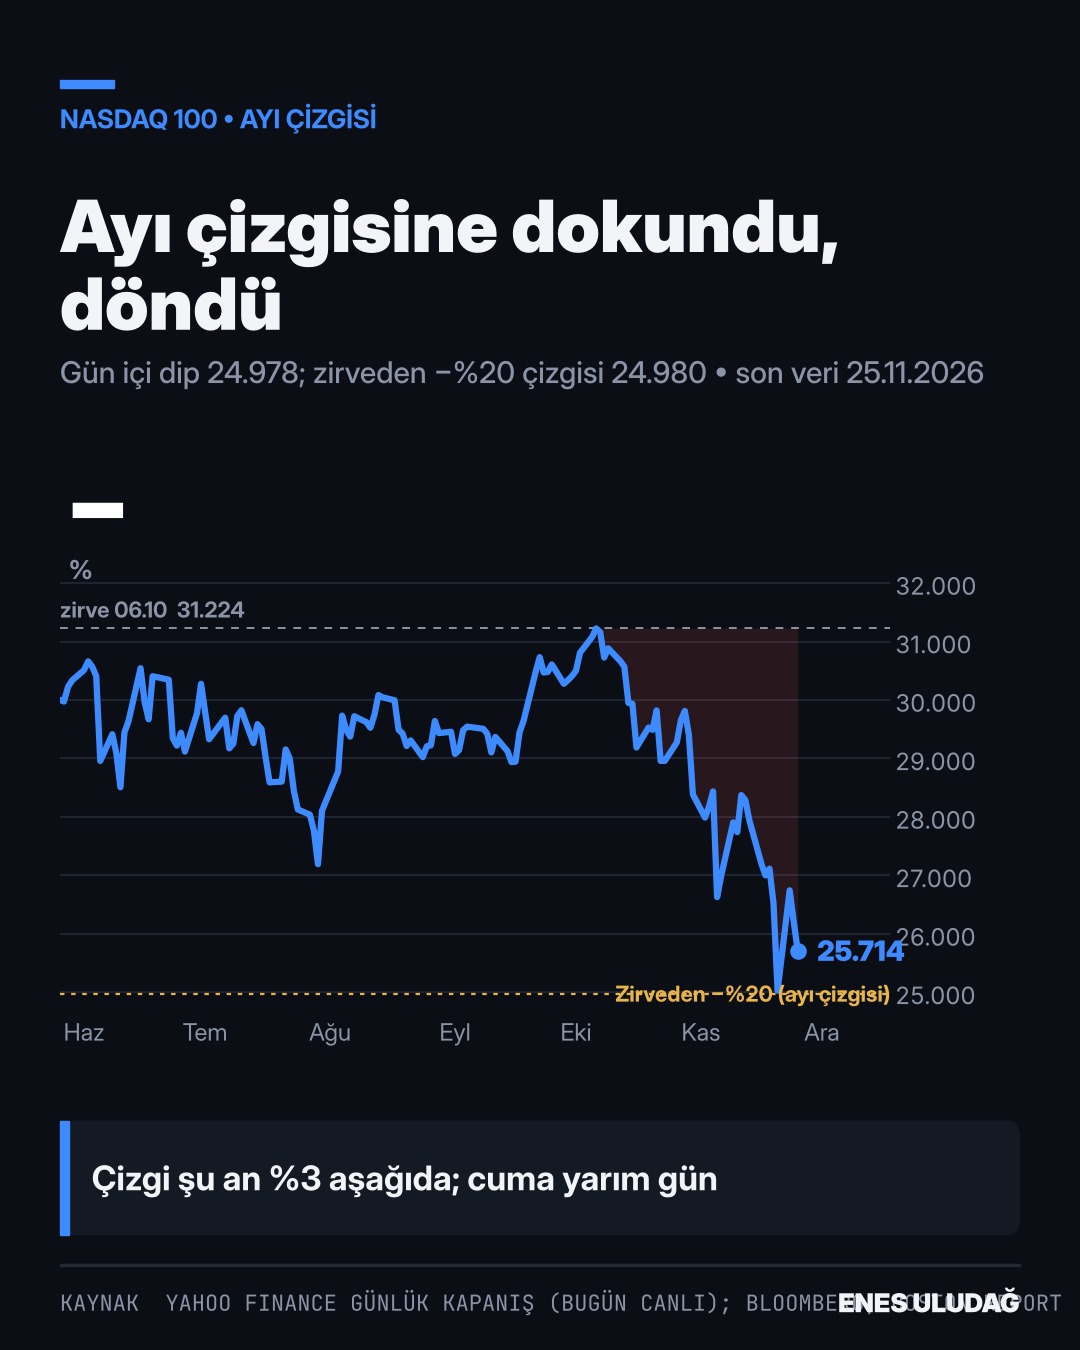 NASDAQ 100 • AYI ÇİZGİSİ
Ayı çizgisine dokundu,
döndü
Gün içi dip 24.978; zirveden −%20 çizgisi 24.980 • son veri 25.11.2026
%
32.000
zirve 06.10 31.224
31.000
30.000
29.000
28.000
27.000
26.000
25.714
Zirveden −%20 (ayı çizgisi)
25.000
Haz Tem Ağu Eyl Eki Kas Ara
Çizgi şu an %3 aşağıda; cuma yarım gün
KAYNAK YAHOO FINANCE GÜNLÜK KAPANIŞ (BUGÜN CANLI);
ENES ULUDAĞ